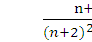 n+
(n+2)²